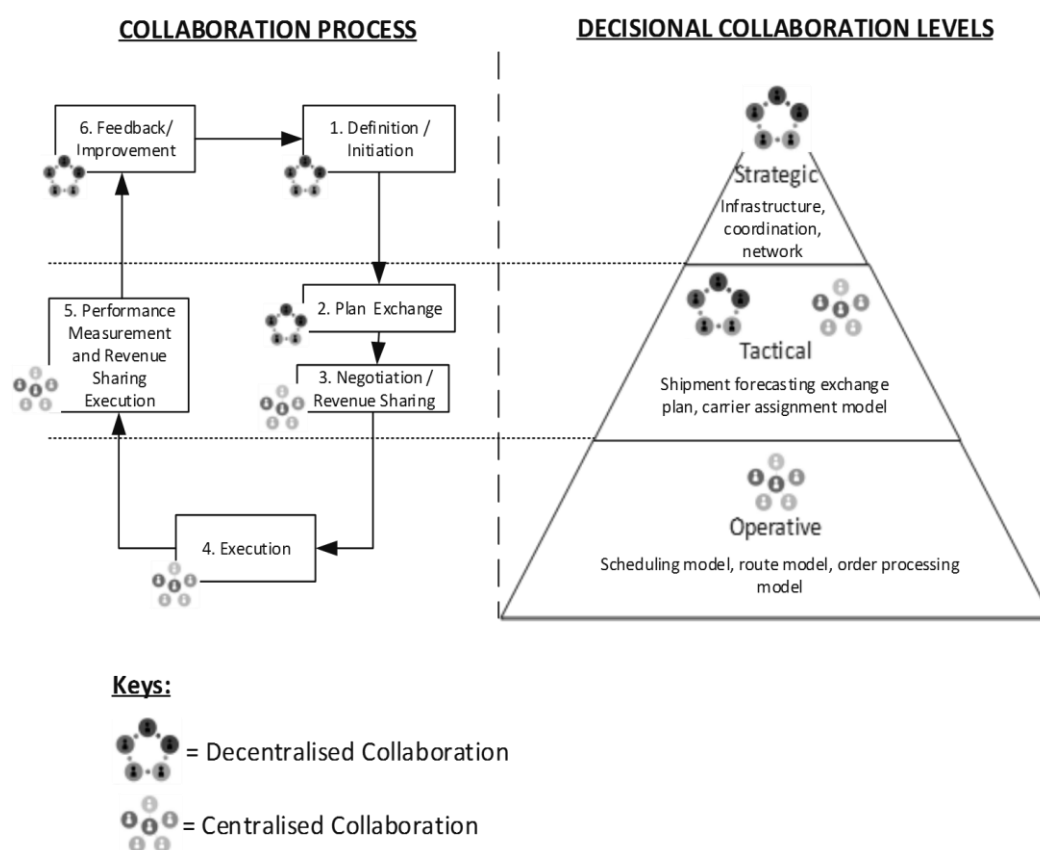 COLLABORATION PROCESS
DECISIONAL COLLABORATION LEVELS
6. Feedback/
Improvement
1. Definition /
Initiation
5. Performance
Measurement
and Revenue
Sharing
Execution
2. Plan Exchange
3. Negotiation /
Revenue Sharing
4. Execution
Strategic
Infrastructure,
coordination,
network
Tactical
Shipment forecasting exchange
plan, carrier assignment model
Operative
Scheduling model, route model, order processing
model
Keys:
= Decentralised Collaboration
= Centralised Collaboration